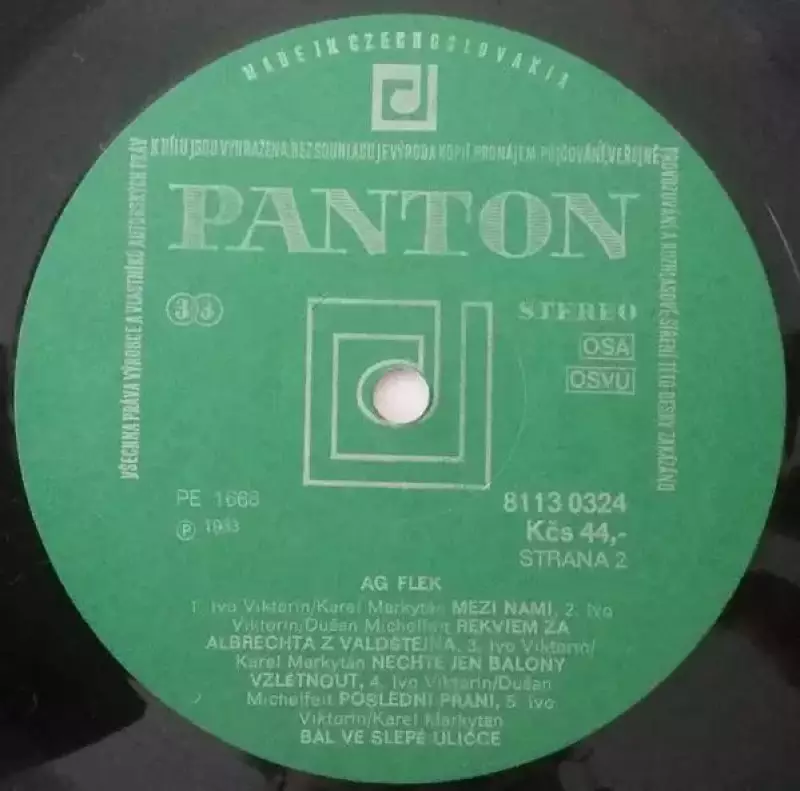 MADE IN CZECHOSLOVAKIA
VŠECHNA PRÁVA VÝROBCE A VLASTNÍKŮ AUTORSKÝCH PRÁV
K DÍLU JSOU VYHRAZENA. BEZ SOUHLASU JE VÝROBA KOPIÍ, PRONÁJEM, PŮJČOVÁNÍ, VEŘEJNÉ
PROVOZOVÁNÍ A ROZHLASOVÉ ŠÍŘENÍ TÉTO DESKY ZAKÁZÁNO
PANTON
33
STEREO
OSA
OSVU
PE 1668
8113 0324
Ⓟ 1983
Kčs 44,-
STRANA 2
AG FLEK
1. Ivo Viktorin/Karel Markytán MEZI NÁMI, 2. Ivo
Viktorin/Dušan Michelfeit REKVIEM ZA
ALBRECHTA Z VALDŠTEJNA, 3. Ivo Viktorin/
Karel Markytán NECHTE JEN BALONY
VZLÉTNOUT, 4. Ivo Viktorin/Dušan
Michelfeit POSLEDNÍ PŘÁNÍ, 5. Ivo
Viktorin/Karel Markytán
BÁL VE SLEPÉ ULIČCE